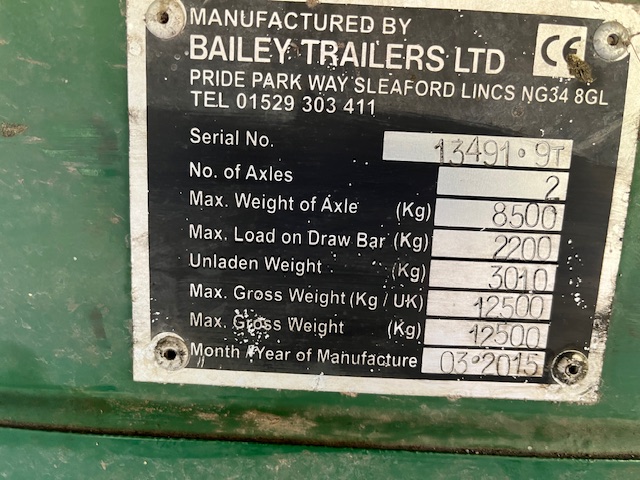 MANUFACTURED BY
BAILEY TRAILERS LTD CE
PRIDE PARK WAY SLEAFORD LINCS NG34 8GL
TEL 01529 303 411
Serial No. 13491•9T
No. of Axles 2
Max. Weight of Axle (Kg) 8500
Max. Load on Draw Bar (Kg) 2200
Unladen Weight (Kg) 3010
Max. Gross Weight (Kg / UK) 12500
Max. Gross Weight (Kg) 12500
Month / Year of Manufacture 03•2015